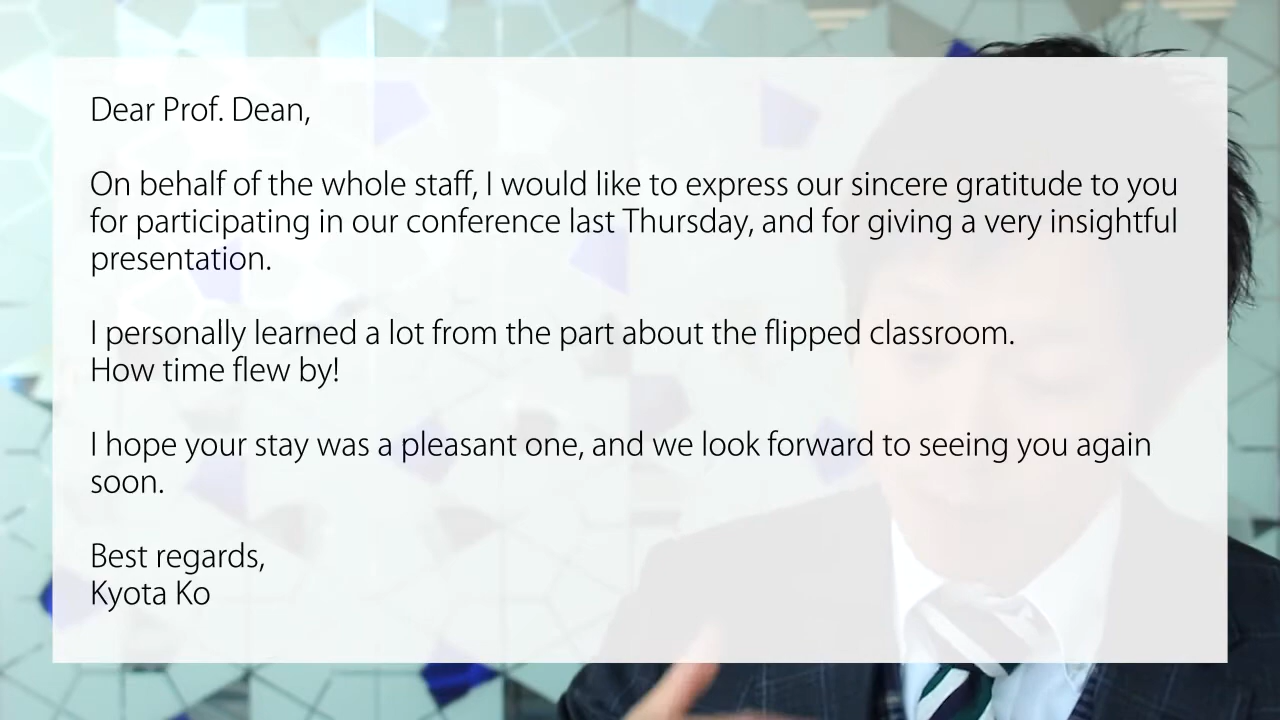 Dear Prof. Dean,
On behalf of the whole staff, I would like to express our sincere gratitude to you
for participating in our conference last Thursday, and for giving a very insightful
presentation.
I personally learned a lot from the part about the flipped classroom.
How time flew by!
I hope your stay was a pleasant one, and we look forward to seeing you again
soon.
Best regards,
Kyota Ko